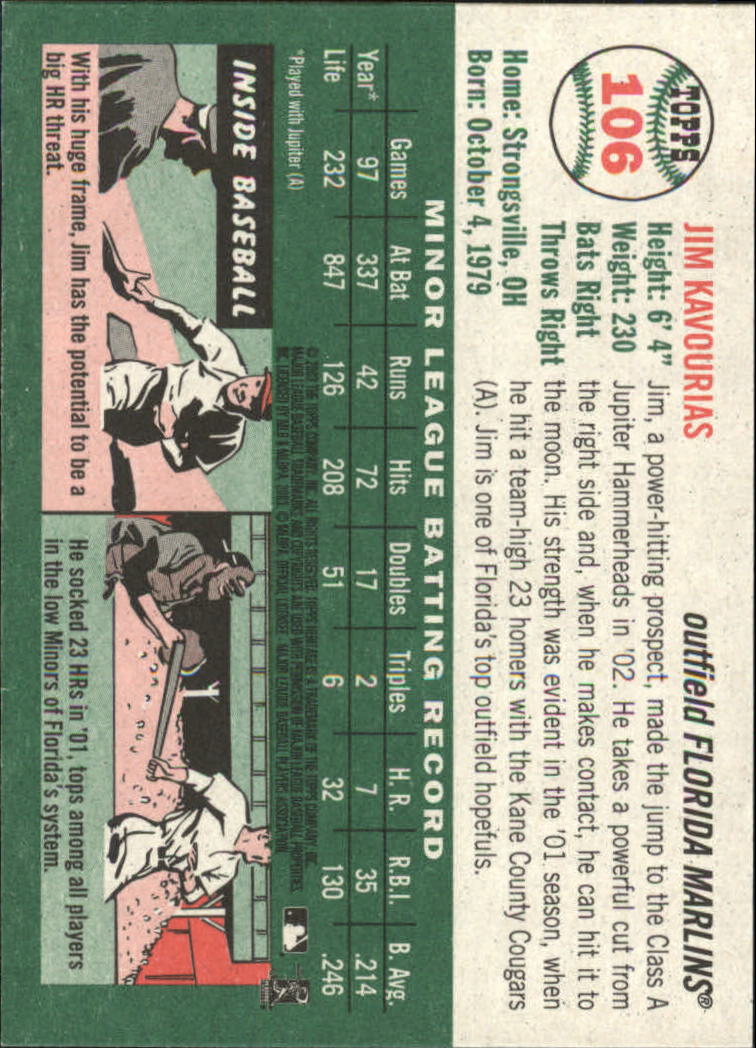 TOPPS
106
JIM KAVOURIAS
outfield FLORIDA MARLINS®
Height: 6' 4"
Weight: 230
Bats Right
Throws Right
Home: Strongsville, OH
Born: October 4, 1979
Jim, a power-hitting prospect, made the jump to the Class A
Jupiter Hammerheads in '02. He takes a powerful cut from
the right side and, when he makes contact, he can hit it to
the moon. His strength was evident in the '01 season, when
he hit a team-high 23 homers with the Kane County Cougars
(A). Jim is one of Florida's top outfield hopefuls.
MINOR LEAGUE BATTING RECORD
Games At Bat Runs Hits Doubles Triples H.R. R.B.I. B. Avg.
Year* 97 337 42 72 17 2 7 35 .214
Life 232 847 126 208 51 6 32 130 .246
*Played with Jupiter (A)
INSIDE BASEBALL
With his huge frame, Jim has the potential to be a
big HR threat.
He socked 23 HRs in '01, tops among all players
in the low Minors of Florida's system.